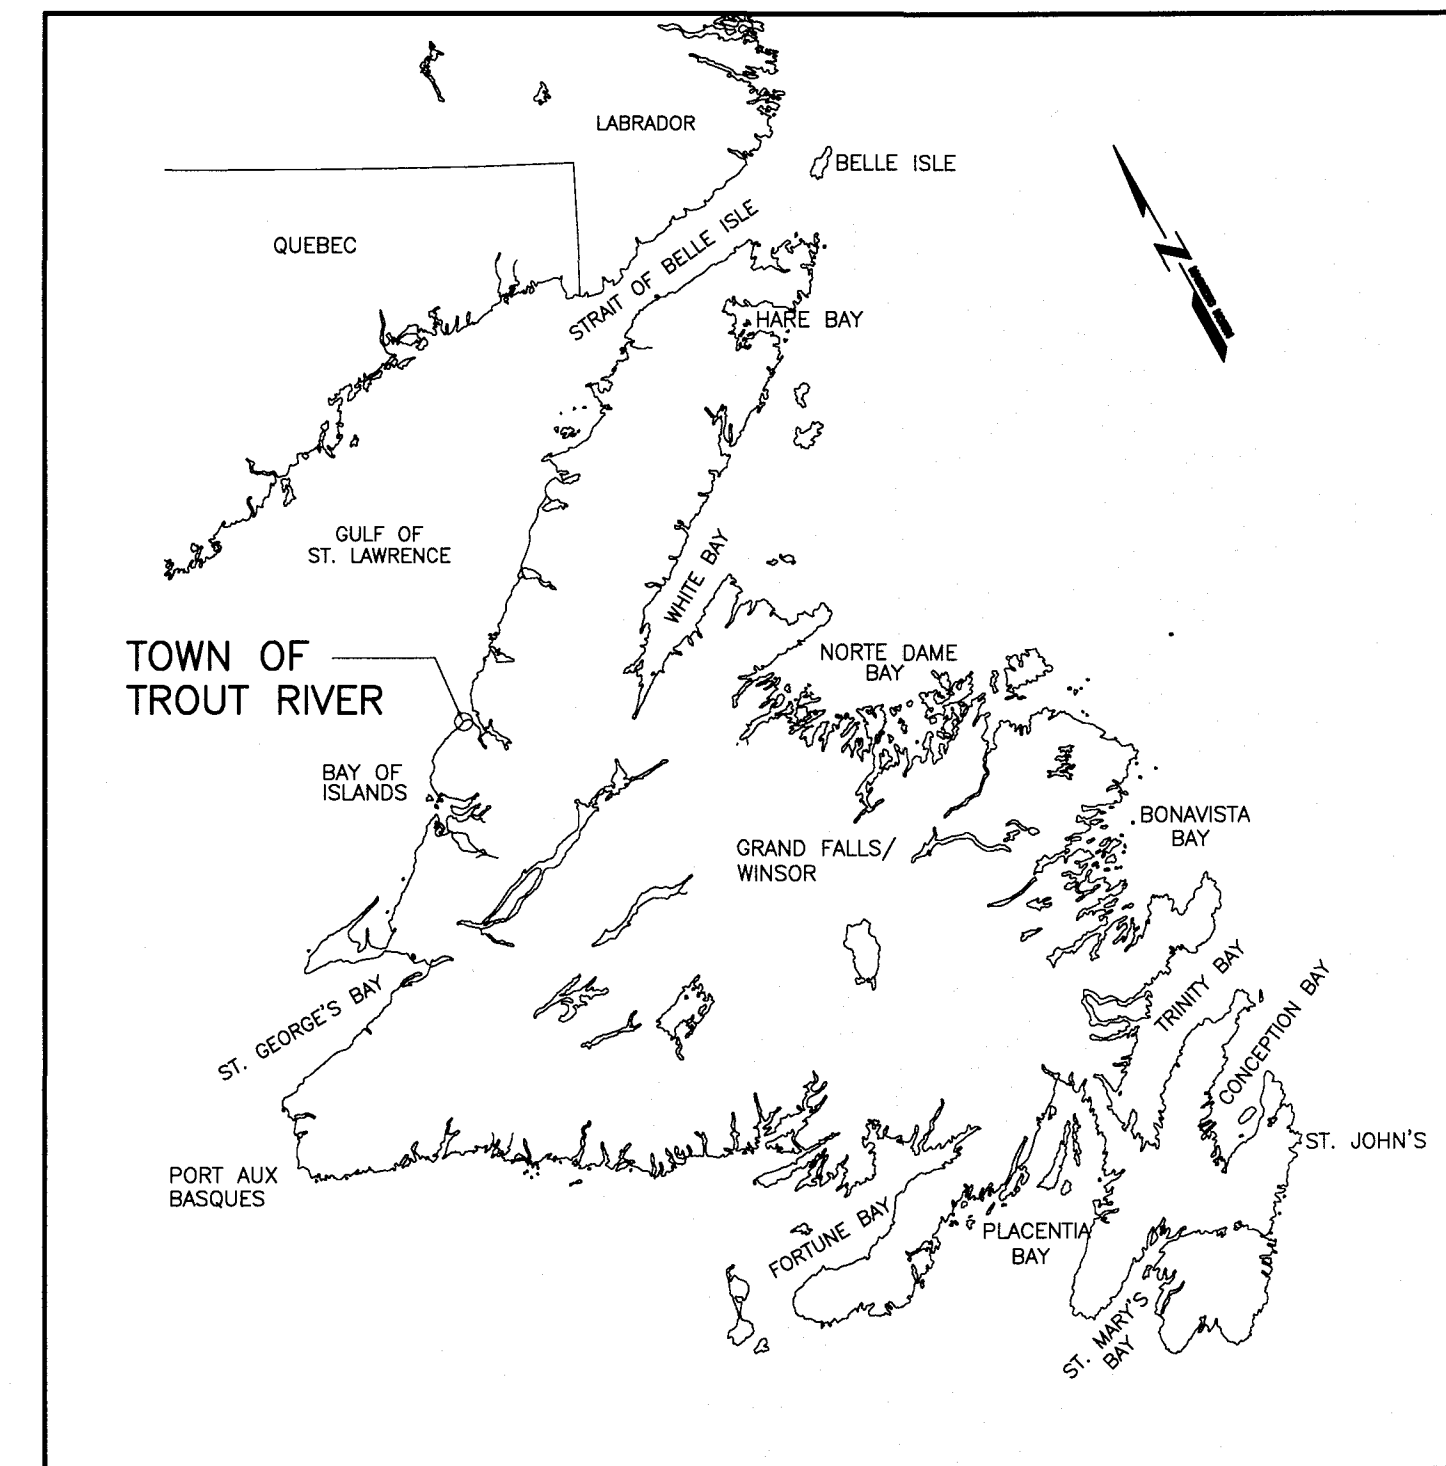 LABRADOR
BELLE ISLE
QUEBEC
STRAIT OF BELLE ISLE
HARE BAY
N
GULF OF
ST. LAWRENCE
WHITE BAY
TOWN OF
TROUT RIVER
NORTE DAME
BAY
BAY OF
ISLANDS
BONAVISTA
BAY
GRAND FALLS/
WINSOR
ST. GEORGE'S BAY
TRINITY BAY
CONCEPTION BAY
ST. JOHN'S
PORT AUX
BASQUES
FORTUNE BAY
PLACENTIA
BAY
ST. MARY'S
BAY